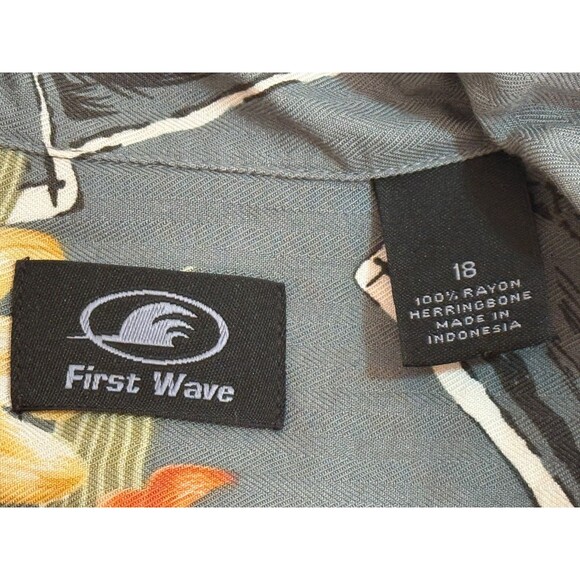 First Wave
18
100% RAYON
HERRINGBONE
MADE IN
INDONESIA